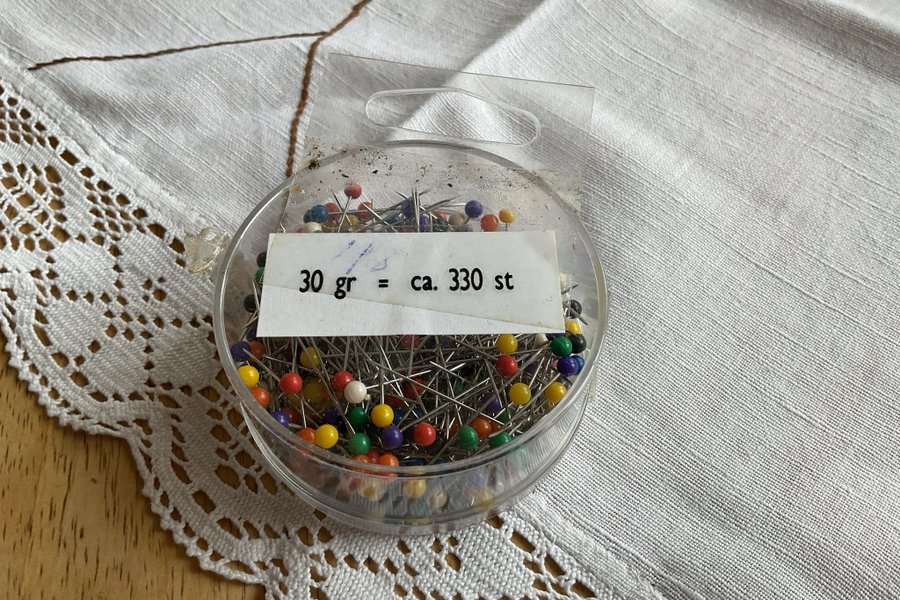 30 gr = ca. 330 st